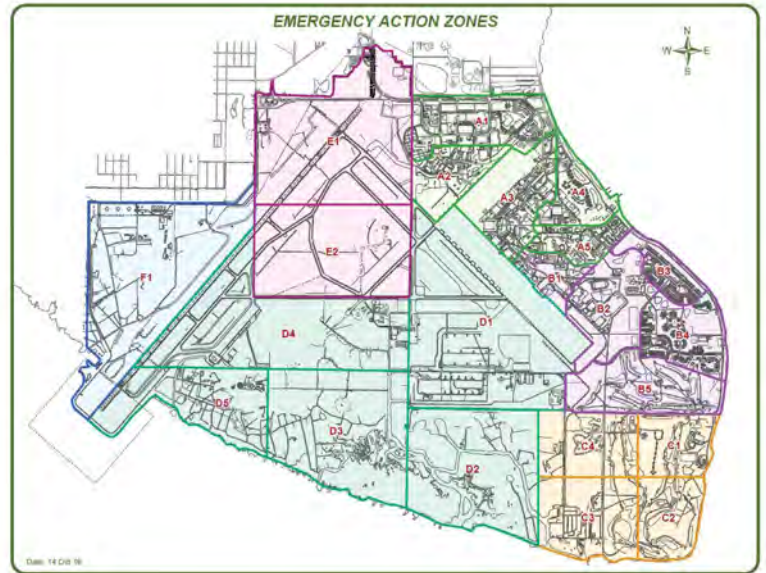 EMERGENCY ACTION ZONES
N
W E
S
A1
E1
A2
A3
A4
E2
A5
F1
B1
B3
B2
D4
D1
B4
D5
B5
D3
C4
C1
D2
C3
C2
Date: 14 Oct 16